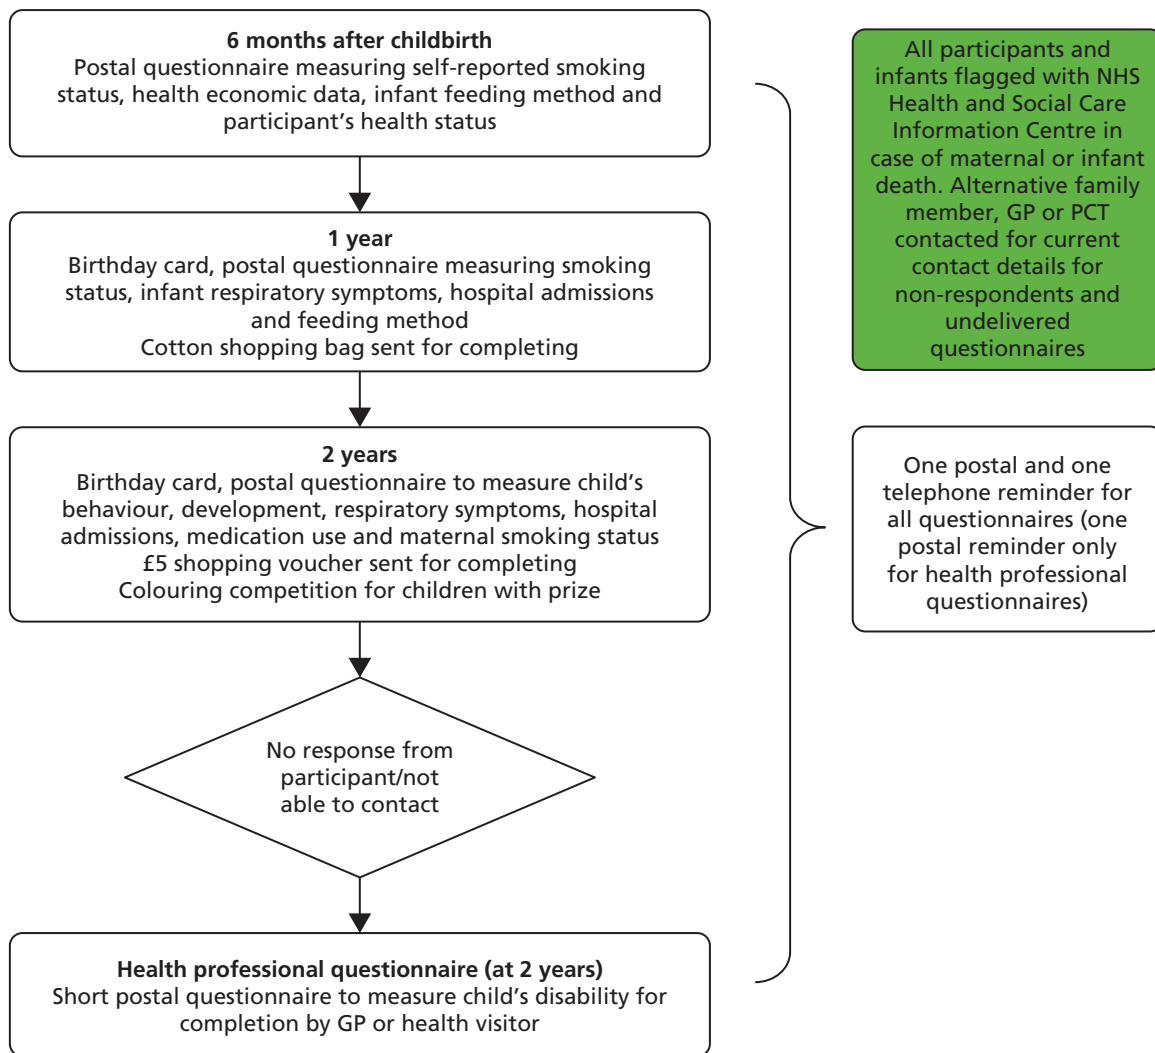 6 months after childbirth
Postal questionnaire measuring self-reported smoking
status, health economic data, infant feeding method and
participant’s health status
1 year
Birthday card, postal questionnaire measuring smoking
status, infant respiratory symptoms, hospital admissions
and feeding method
Cotton shopping bag sent for completing
2 years
Birthday card, postal questionnaire to measure child’s
behaviour, development, respiratory symptoms, hospital
admissions, medication use and maternal smoking status
£5 shopping voucher sent for completing
Colouring competition for children with prize
No response from
participant/not
able to contact
Health professional questionnaire (at 2 years)
Short postal questionnaire to measure child’s disability for
completion by GP or health visitor
All participants and
infants flagged with NHS
Health and Social Care
Information Centre in
case of maternal or infant
death. Alternative family
member, GP or PCT
contacted for current
contact details for
non-respondents and
undelivered
questionnaires
One postal and one
telephone reminder for
all questionnaires (one
postal reminder only
for health professional
questionnaires)